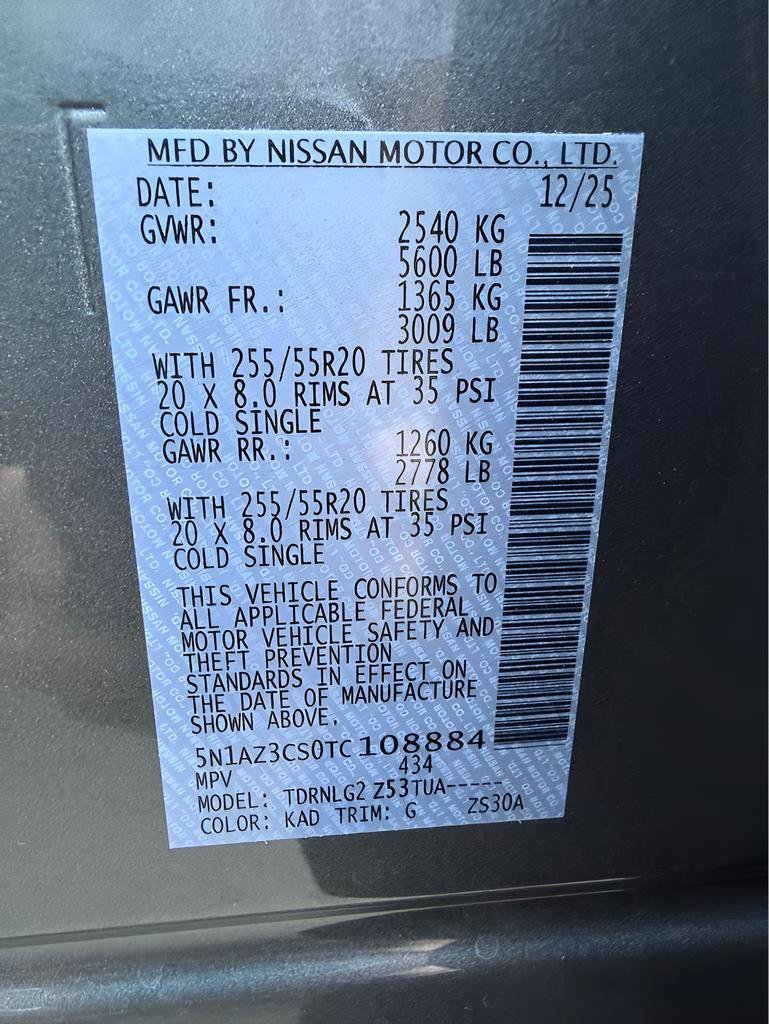 MFD BY NISSAN MOTOR CO., LTD.
DATE: 12/25
GVWR: 2540 KG
5600 LB
GAWR FR.: 1365 KG
3009 LB
WITH 255/55R20 TIRES
20 X 8.0 RIMS AT 35 PSI
COLD SINGLE
GAWR RR.: 1260 KG
2778 LB
WITH 255/55R20 TIRES
20 X 8.0 RIMS AT 35 PSI
COLD SINGLE
THIS VEHICLE CONFORMS TO
ALL APPLICABLE FEDERAL
MOTOR VEHICLE SAFETY AND
THEFT PREVENTION
STANDARDS IN EFFECT ON
THE DATE OF MANUFACTURE
SHOWN ABOVE.
5N1AZ3CS0TC108884
MPV 434
MODEL: TDRNLG2 Z53TUA-----
COLOR: KAD TRIM: G ZS30A